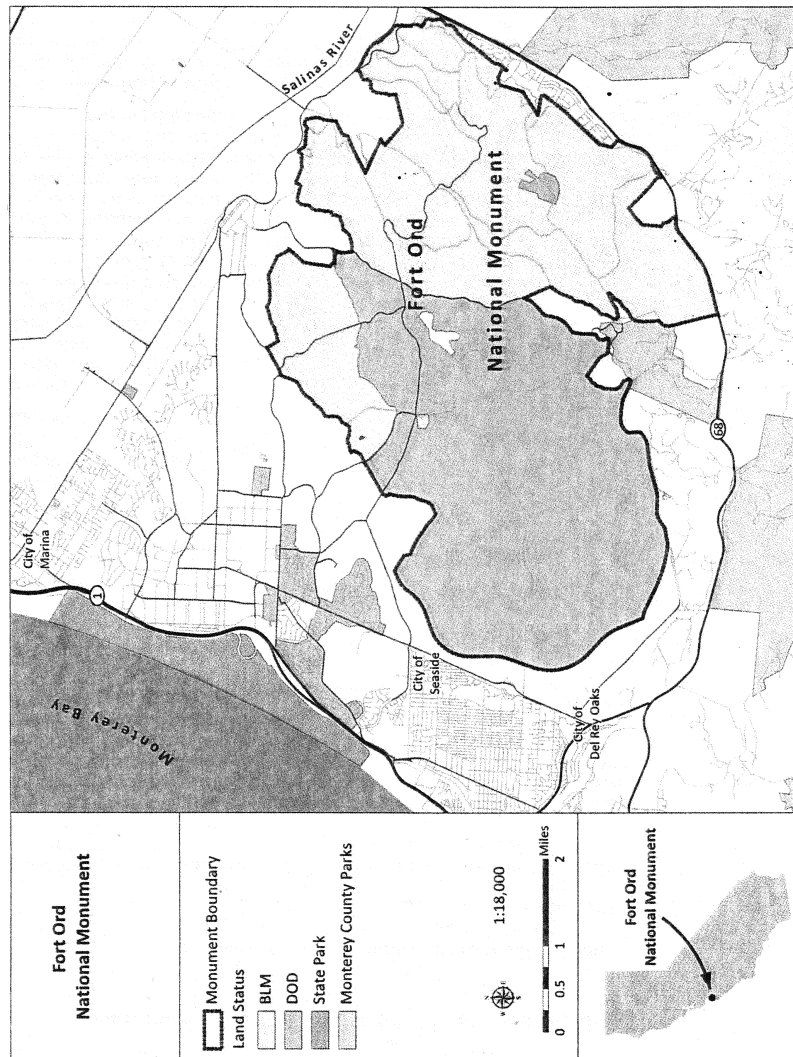 Fort Ord
National Monument
Monument Boundary
Land Status
BLM
DOD
State Park
Monterey County Parks
1:18,000
N
E
S
W
0
0.5
1
2
Miles
Fort Ord
National Monument
Monterey Bay
1
City of
Marina
City of
Seaside
City of
Del Rey Oaks
Salinas River
Fort Ord
National Monument
68